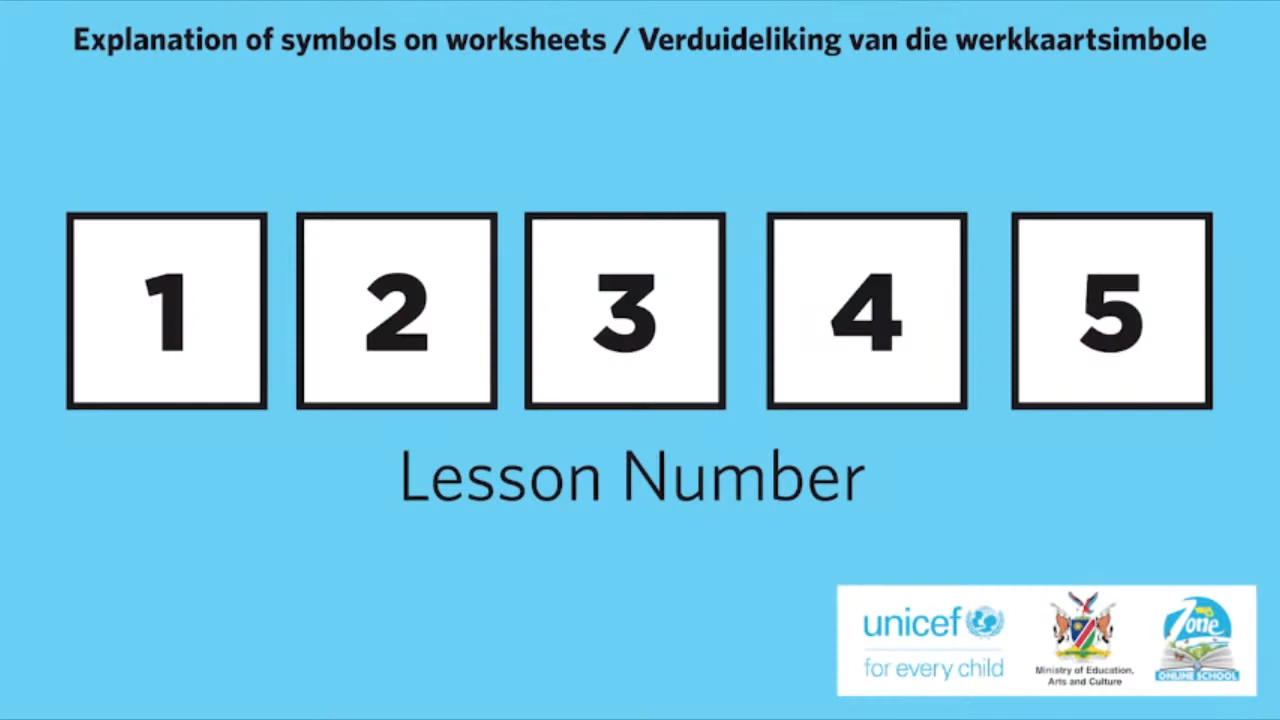 Explanation of symbols on worksheets / Verduideliking van die werkkaartsimbole
1 2 3 4 5
Lesson Number
unicef
for every child
Ministry of Education,
Arts and Culture
Zone
ONLINE SCHOOL